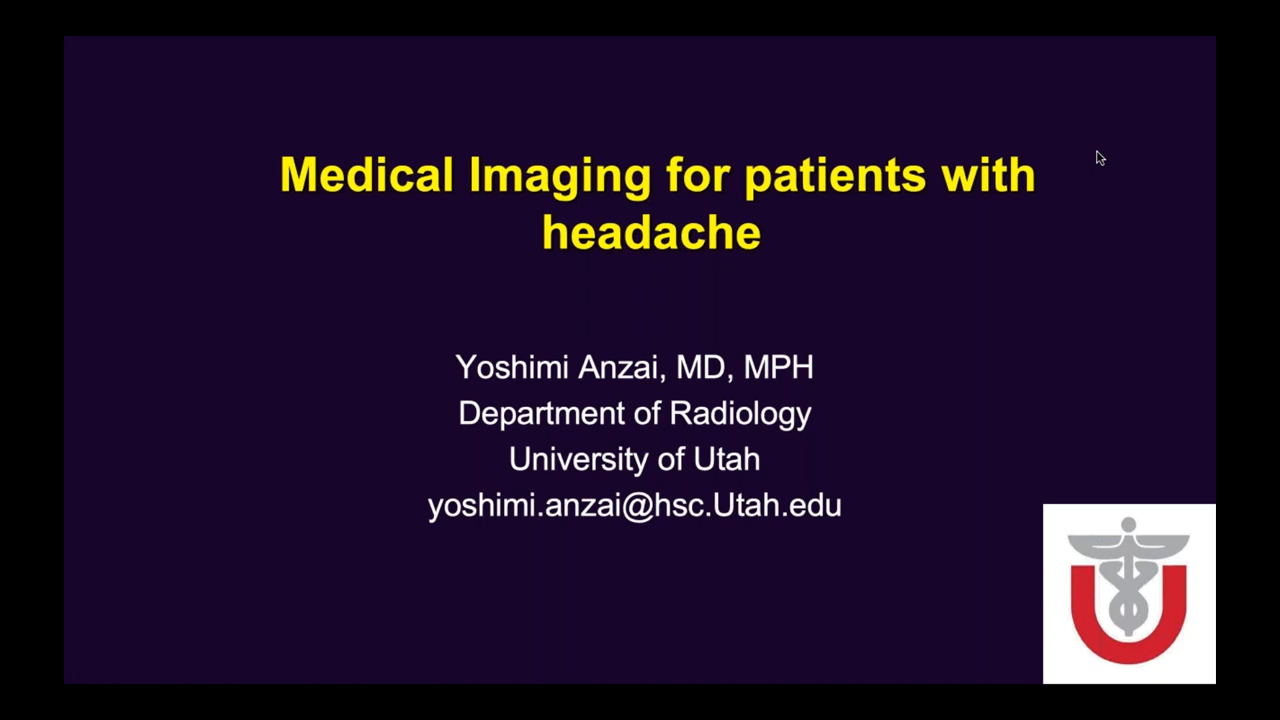 Medical Imaging for patients with
headache
Yoshimi Anzai, MD, MPH
Department of Radiology
University of Utah
yoshimi.anzai@hsc.Utah.edu